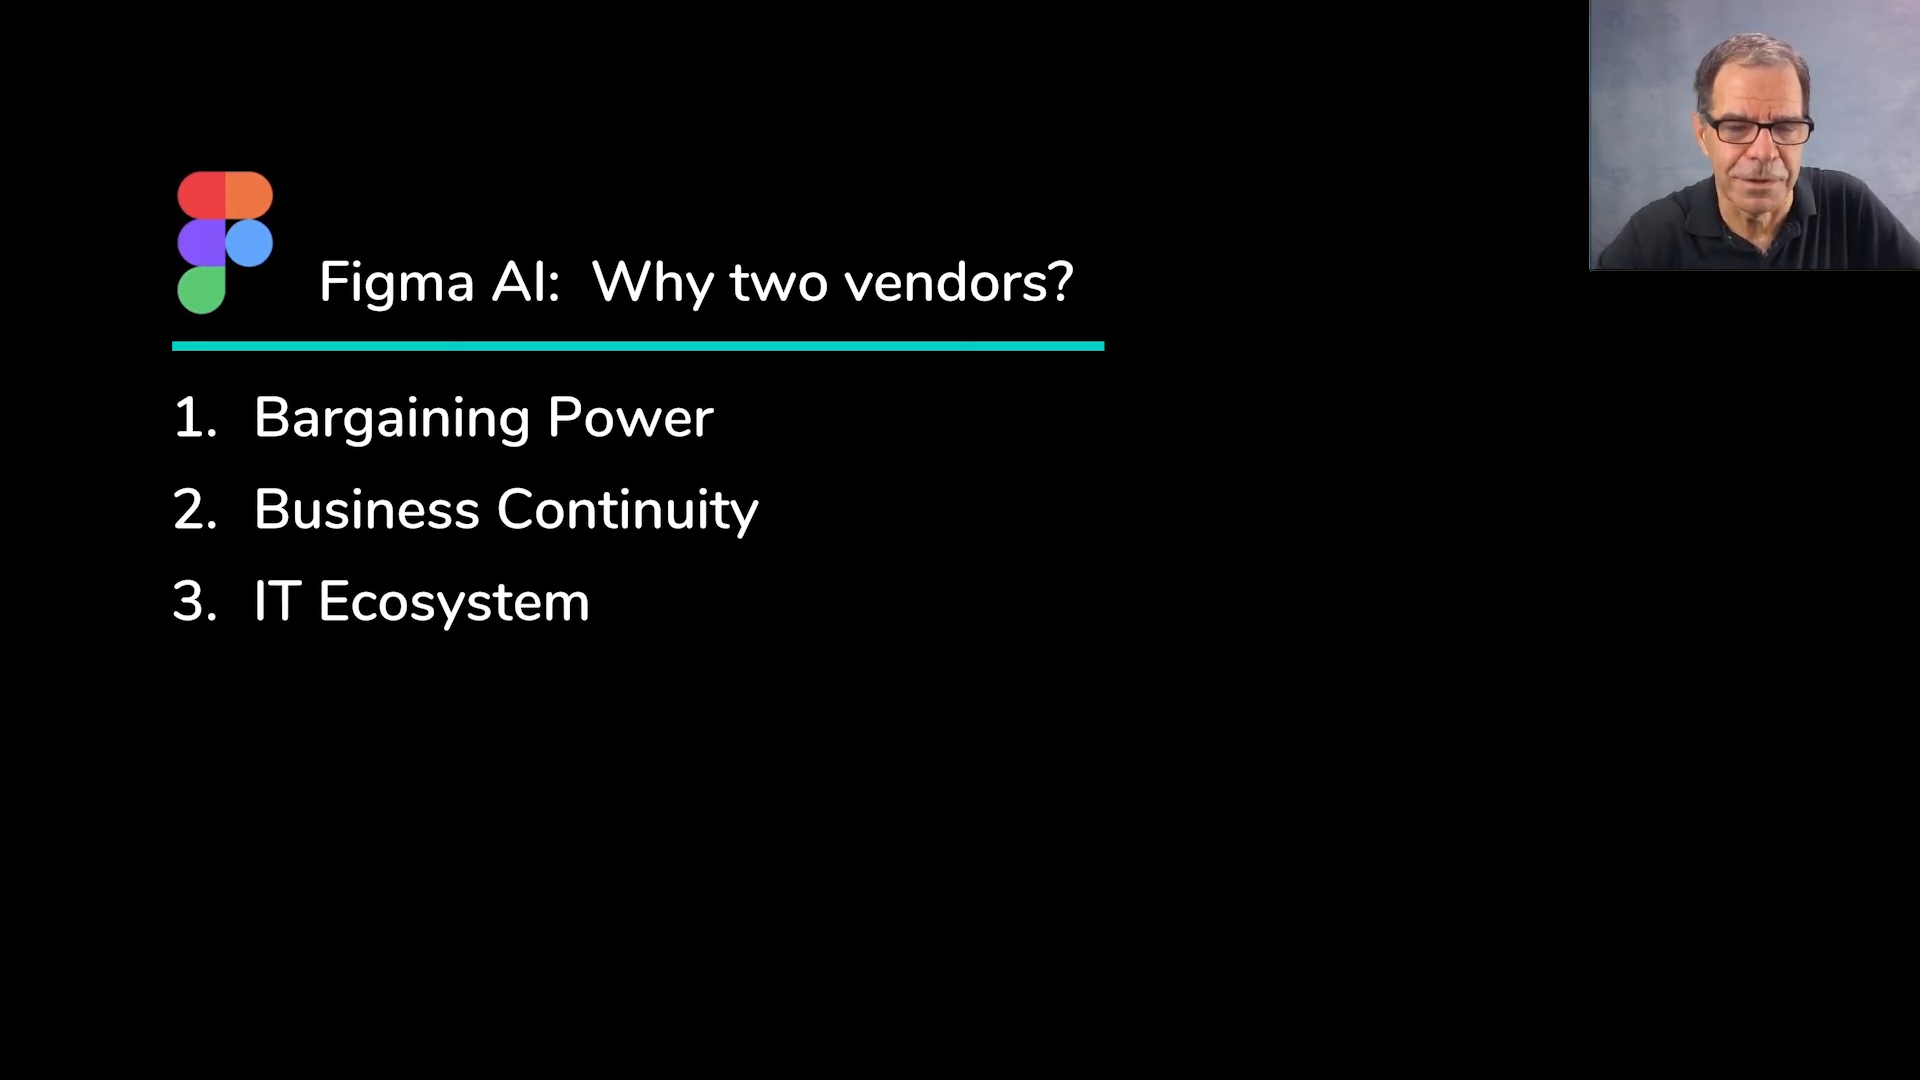 Figma AI:  Why two vendors?
1. Bargaining Power
2. Business Continuity
3. IT Ecosystem